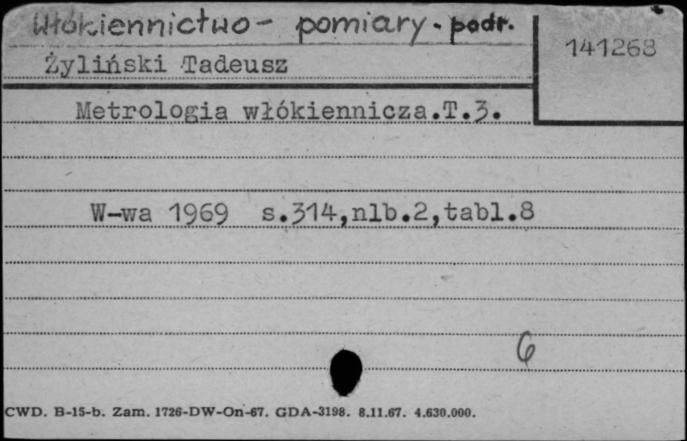 Włókiennictwo - pomiary - podr.
141268
Żyliński Tadeusz
Metrologia włókiennicza.T.3.
W-wa 1969 s.314,nlb.2,tabl.8
6
CWD. B-15-b. Zam. 1726-DW-On-67. GDA-3198. 8.11.67. 4.630.000.